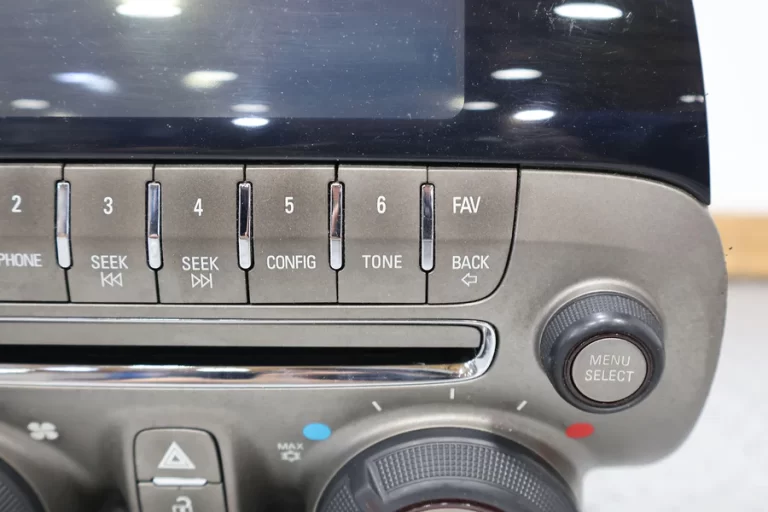 2 3 4 5 6 FAV
PHONE SEEK SEEK CONFIG TONE BACK
MENU
SELECT
MAX